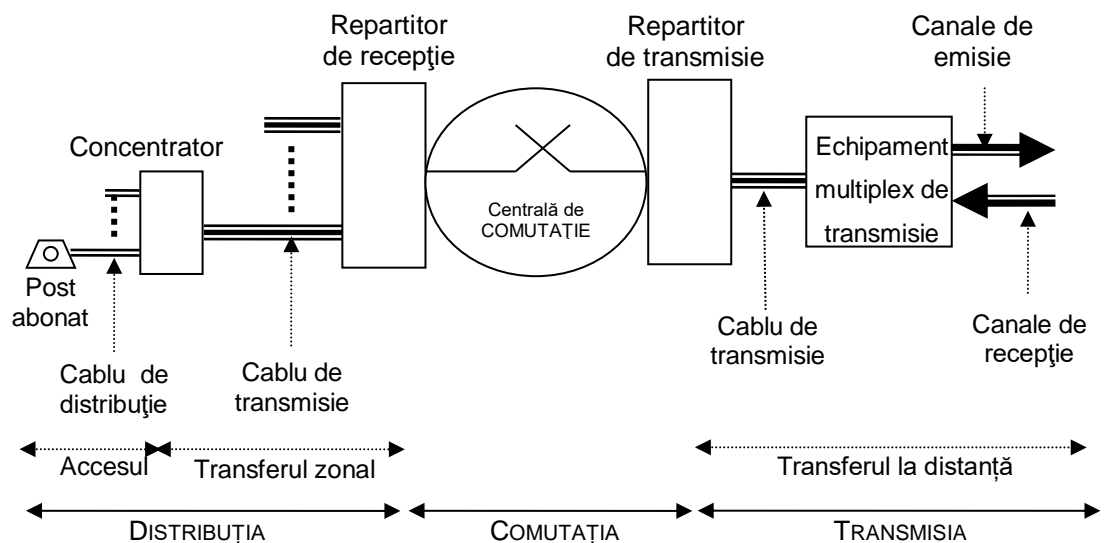 Repartitor
de recepţie
Repartitor
de transmisie
Canale de
emisie
Concentrator
Echipament
multiplex de
transmisie
Centrală de
COMUTAŢIE
Post
abonat
Cablu de
distribuţie
Cablu de
transmisie
Cablu de
transmisie
Canale de
recepţie
Accesul
Transferul zonal
Transferul la distanță
DISTRIBUȚIA
COMUTAȚIA
TRANSMISIA